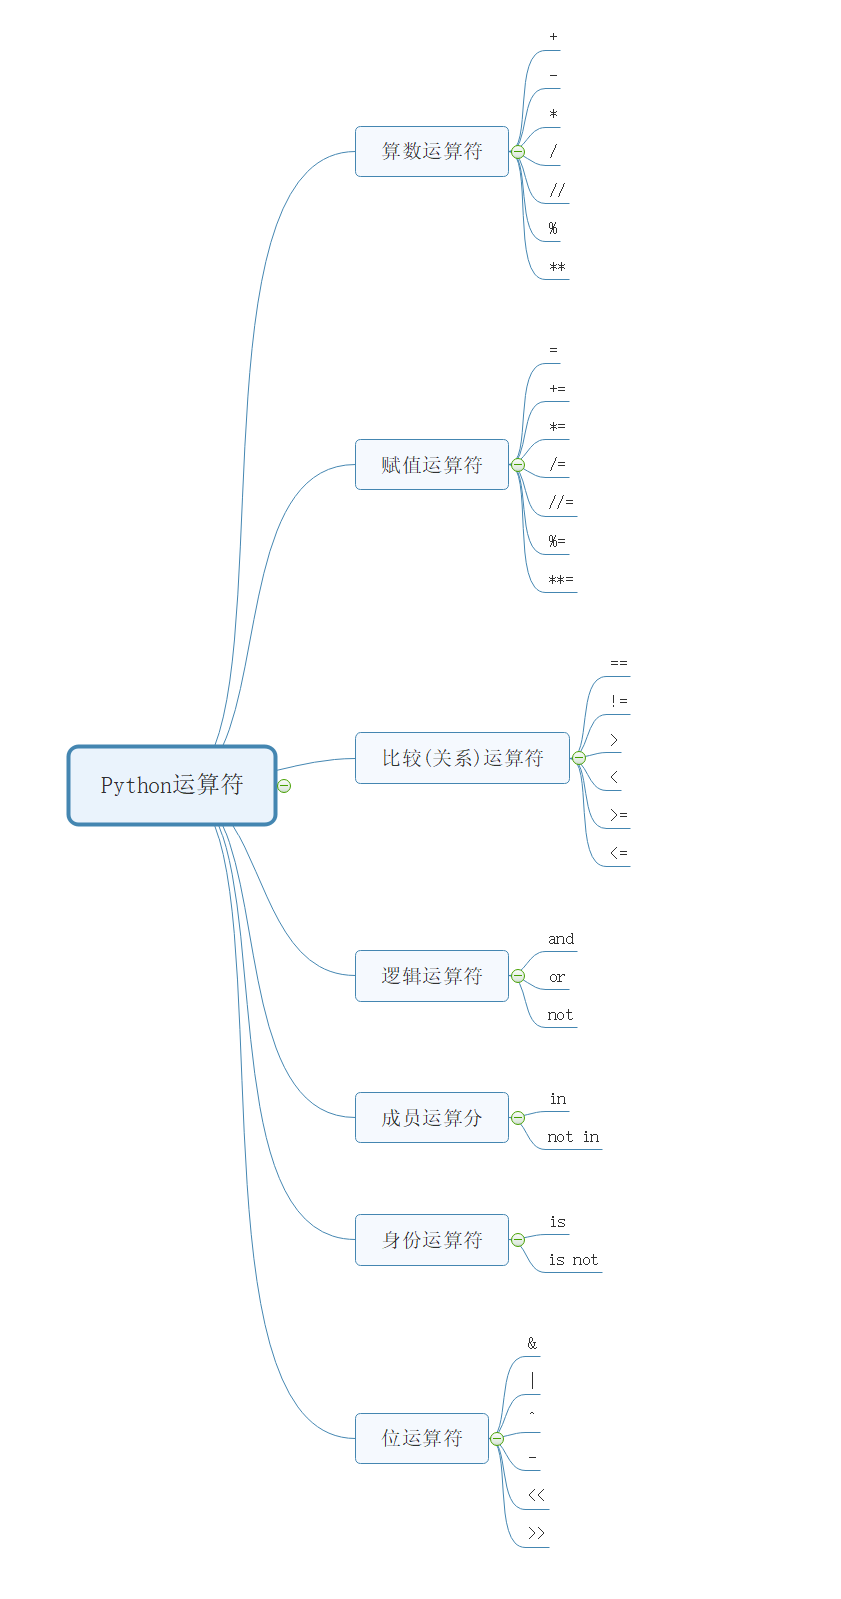 Python运算符
算数运算符
+
-
*
/
//
%
**
赋值运算符
=
+=
*=
/=
//=
%=
**=
比较(关系)运算符
==
!=
>
<
>=
<=
逻辑运算符
and
or
not
成员运算分
in
not in
身份运算符
is
is not
位运算符
&
|
^
-
<<
>>